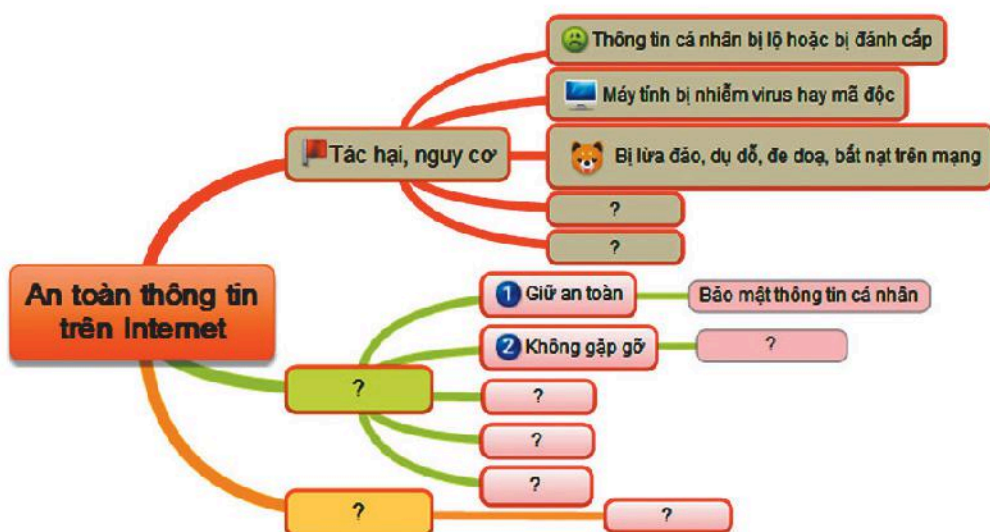 Thông tin cá nhân bị lộ hoặc bị đánh cắp
Máy tính bị nhiễm virus hay mã độc
Tác hại, nguy cơ
Bị lừa đảo, dụ dỗ, đe doạ, bắt nạt trên mạng
?
?
An toàn thông tin
trên Internet
1 Giữ an toàn
Bảo mật thông tin cá nhân
2 Không gặp gỡ
?
?
?
?
?
?
?